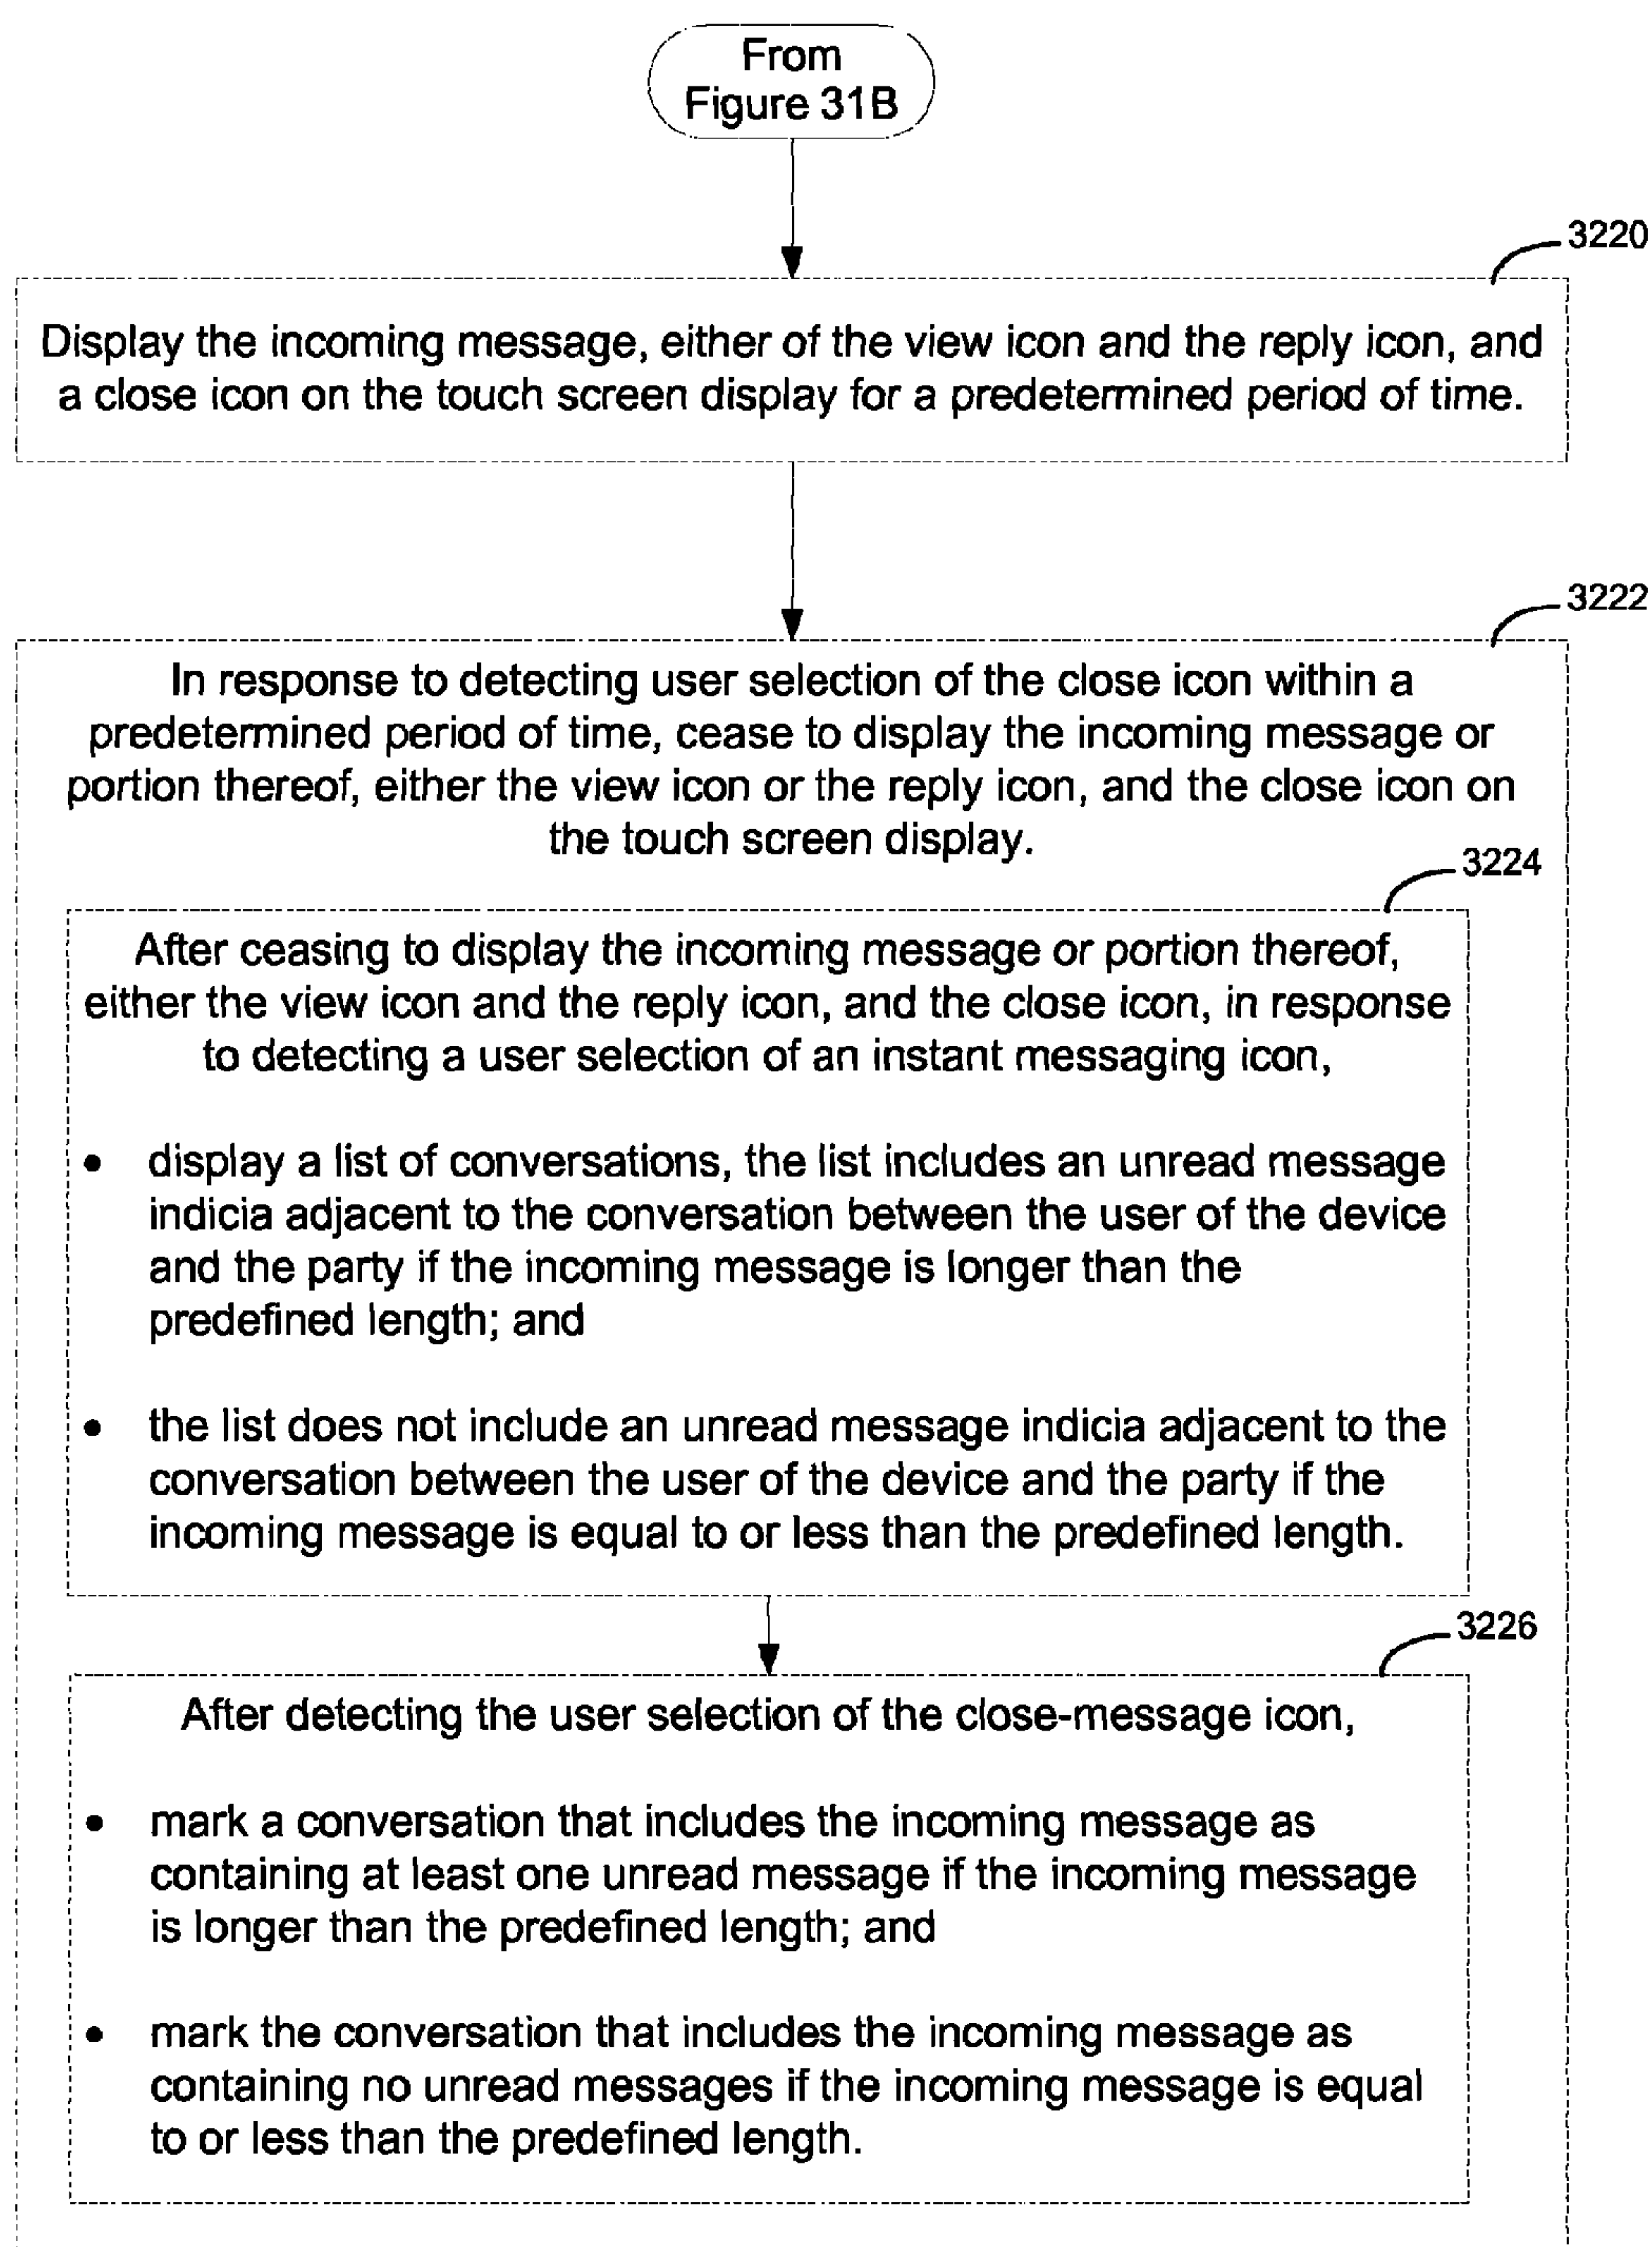 From
Figure 31B
3220
Display the incoming message, either of the view icon and the reply icon, and
a close icon on the touch screen display for a predetermined period of time.
3222
In response to detecting user selection of the close icon within a
predetermined period of time, cease to display the incoming message or
portion thereof, either the view icon or the reply icon, and the close icon on
the touch screen display.
3224
After ceasing to display the incoming message or portion thereof,
either the view icon and the reply icon, and the close icon, in response
to detecting a user selection of an instant messaging icon,
• display a list of conversations, the list includes an unread message
indicia adjacent to the conversation between the user of the device
and the party if the incoming message is longer than the
predefined length; and
• the list does not include an unread message indicia adjacent to the
conversation between the user of the device and the party if the
incoming message is equal to or less than the predefined length.
3226
After detecting the user selection of the close-message icon,
• mark a conversation that includes the incoming message as
containing at least one unread message if the incoming message
is longer than the predefined length; and
• mark the conversation that includes the incoming message as
containing no unread messages if the incoming message is equal
to or less than the predefined length.